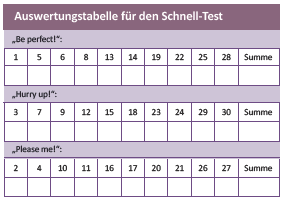 Auswertungstabelle für den Schnell-Test
„Be perfect!“:
1 5 6 8 13 14 19 22 25 28 Summe
„Hurry up!“:
3 7 9 12 15 18 23 24 29 30 Summe
„Please me!“:
2 4 10 11 16 17 20 21 26 27 Summe